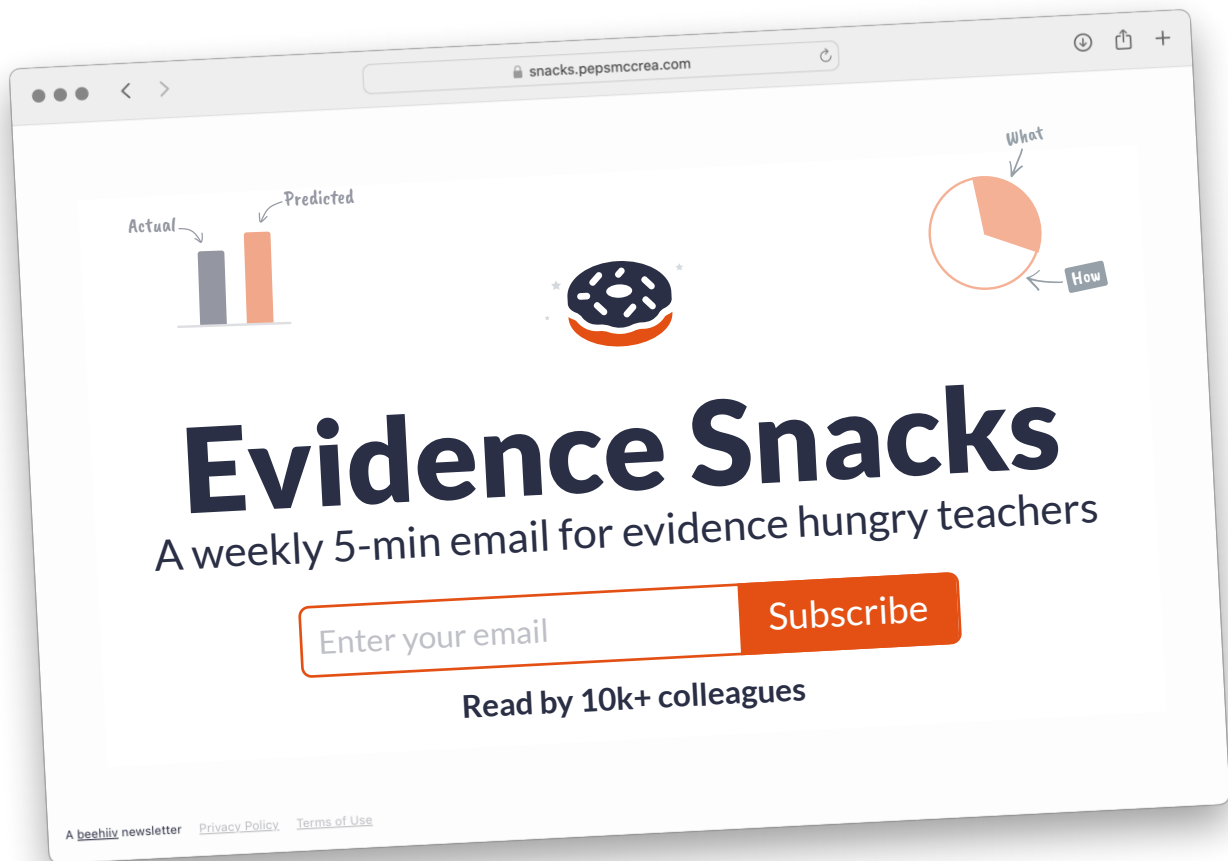 snacks.pepsmccrea.com
What
Predicted
Actual
How
Evidence Snacks
A weekly 5-min email for evidence hungry teachers
Enter your email
Subscribe
Read by 10k+ colleagues
A beehiiv newsletter Privacy Policy Terms of Use